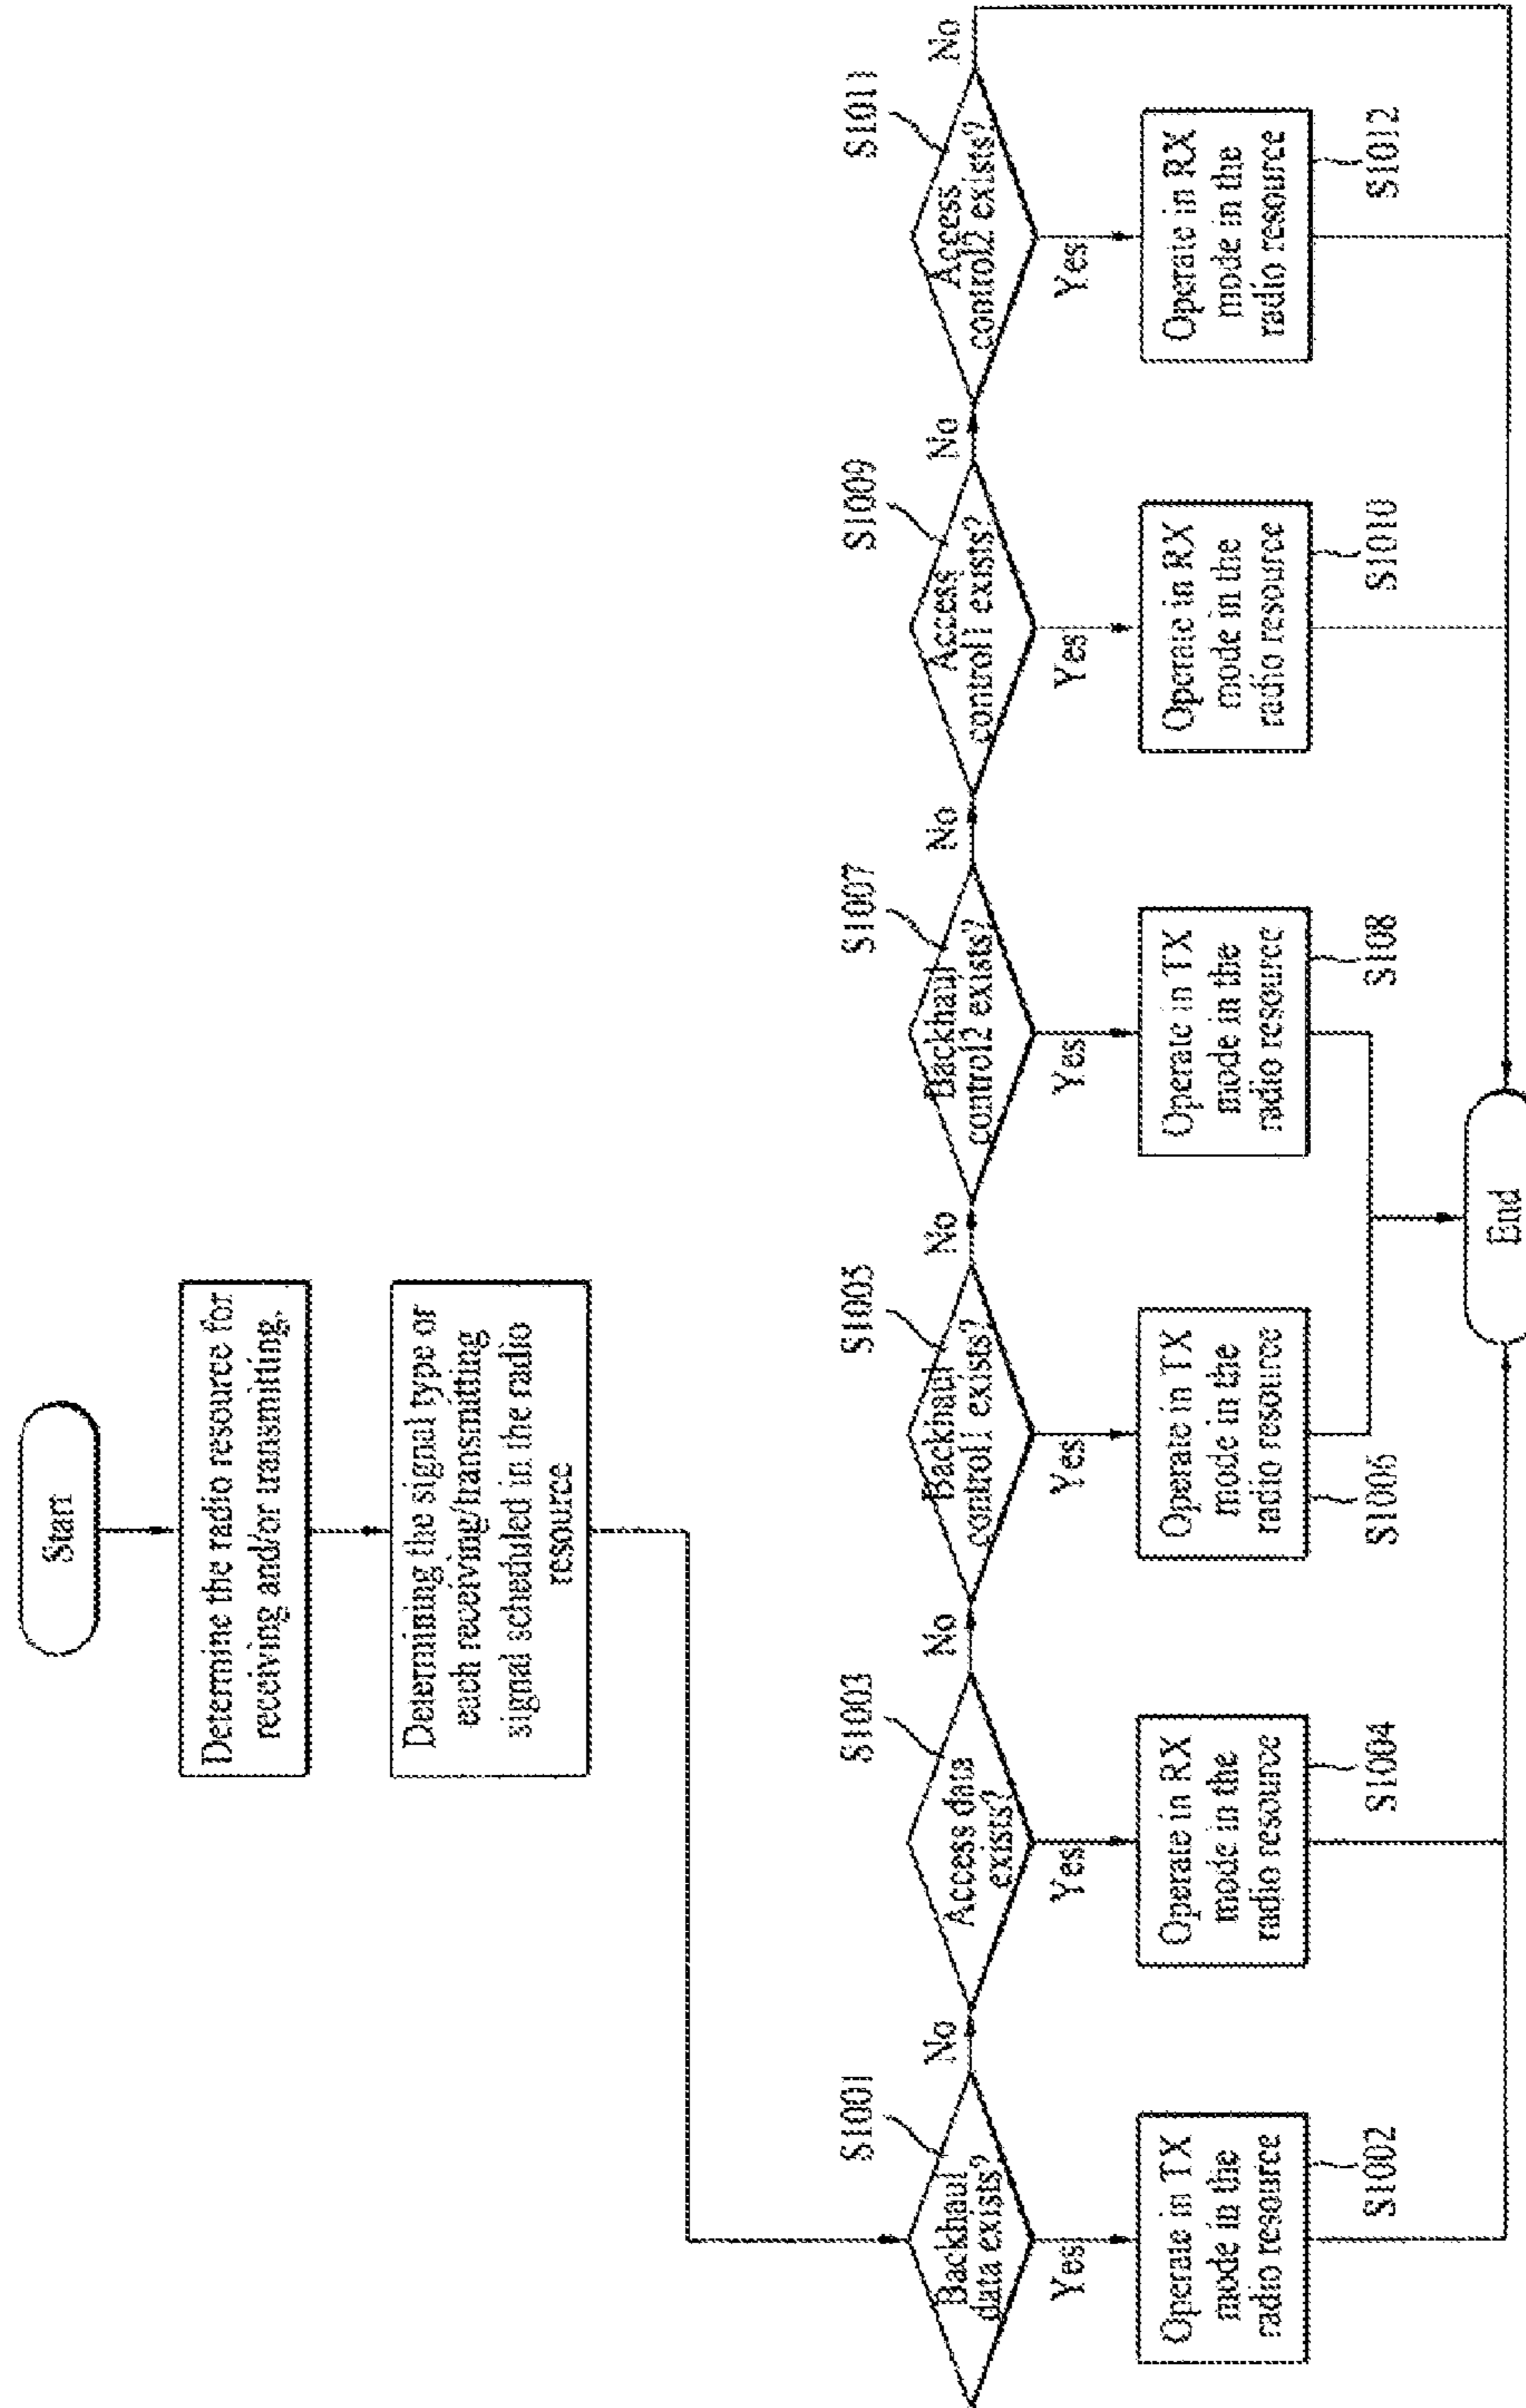 Start
Determine the radio resource for
receiving and/or transmitting.
Determining the signal type or
each receiving/transmitting
signal scheduled in the radio
resource
S1001
Backhaul
data exists?
No
Yes
Operate in TX
mode in the
radio resource
S1002
S1003
Access data
exists?
No
Yes
Operate in RX
mode in the
radio resource
S1004
S1005
Backhaul
control1 exists?
No
Yes
Operate in TX
mode in the
radio resource
S1006
S1007
Backhaul
control2 exists?
No
Yes
Operate in TX
mode in the
radio resource
S108
S1009
Access
control1 exists?
No
Yes
Operate in RX
mode in the
radio resource
S1010
S1011
Access
control2 exists?
No
Yes
Operate in RX
mode in the
radio resource
S1012
End